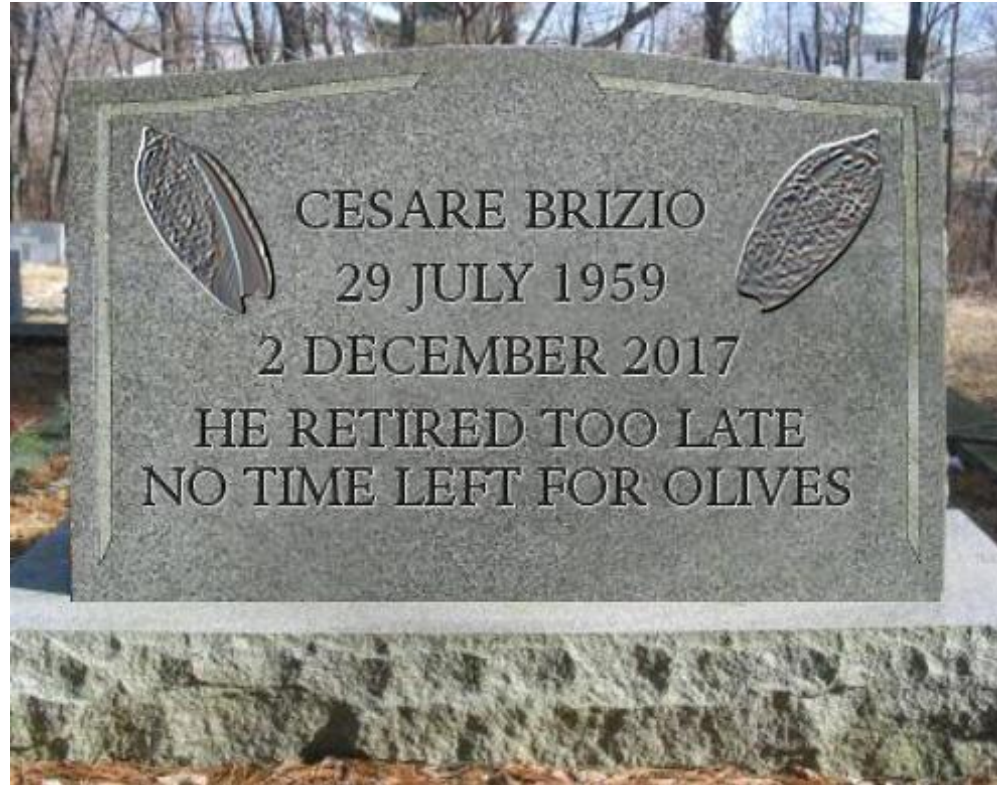 CESARE BRIZIO
29 JULY 1959
2 DECEMBER 2017
HE RETIRED TOO LATE
NO TIME LEFT FOR OLIVES